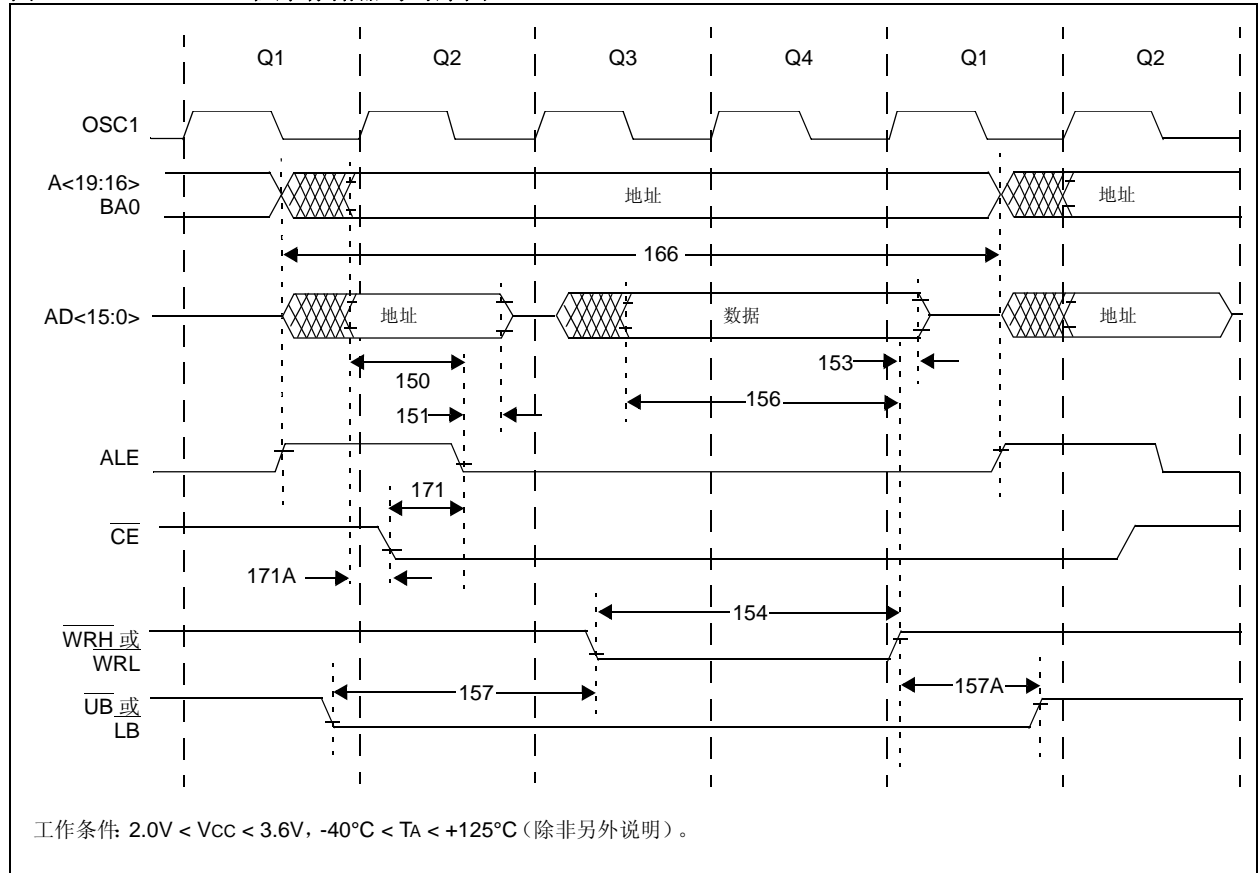 Q1 Q2 Q3 Q4 Q1 Q2
OSC1
A<19:16>
BA0
地址 地址
166
AD<15:0>
地址 数据 地址
150
153
151
156
ALE
171
CE
171A
154
WRH 或
WRL
157
157A
UB 或
LB
工作条件: 2.0V < VCC < 3.6V，-40°C < TA < +125°C（除非另外说明）。